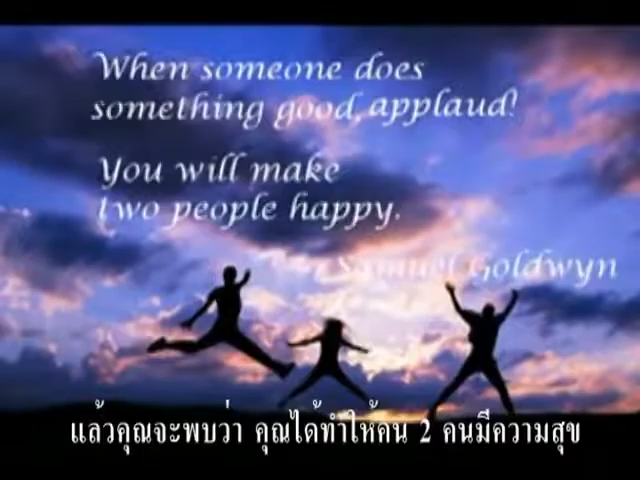 When someone does
something good, applaud!
You will make
two people happy.
Samuel Goldwyn
แล้วคุณจะพบว่า คุณได้ทำให้คน 2 คนมีความสุข